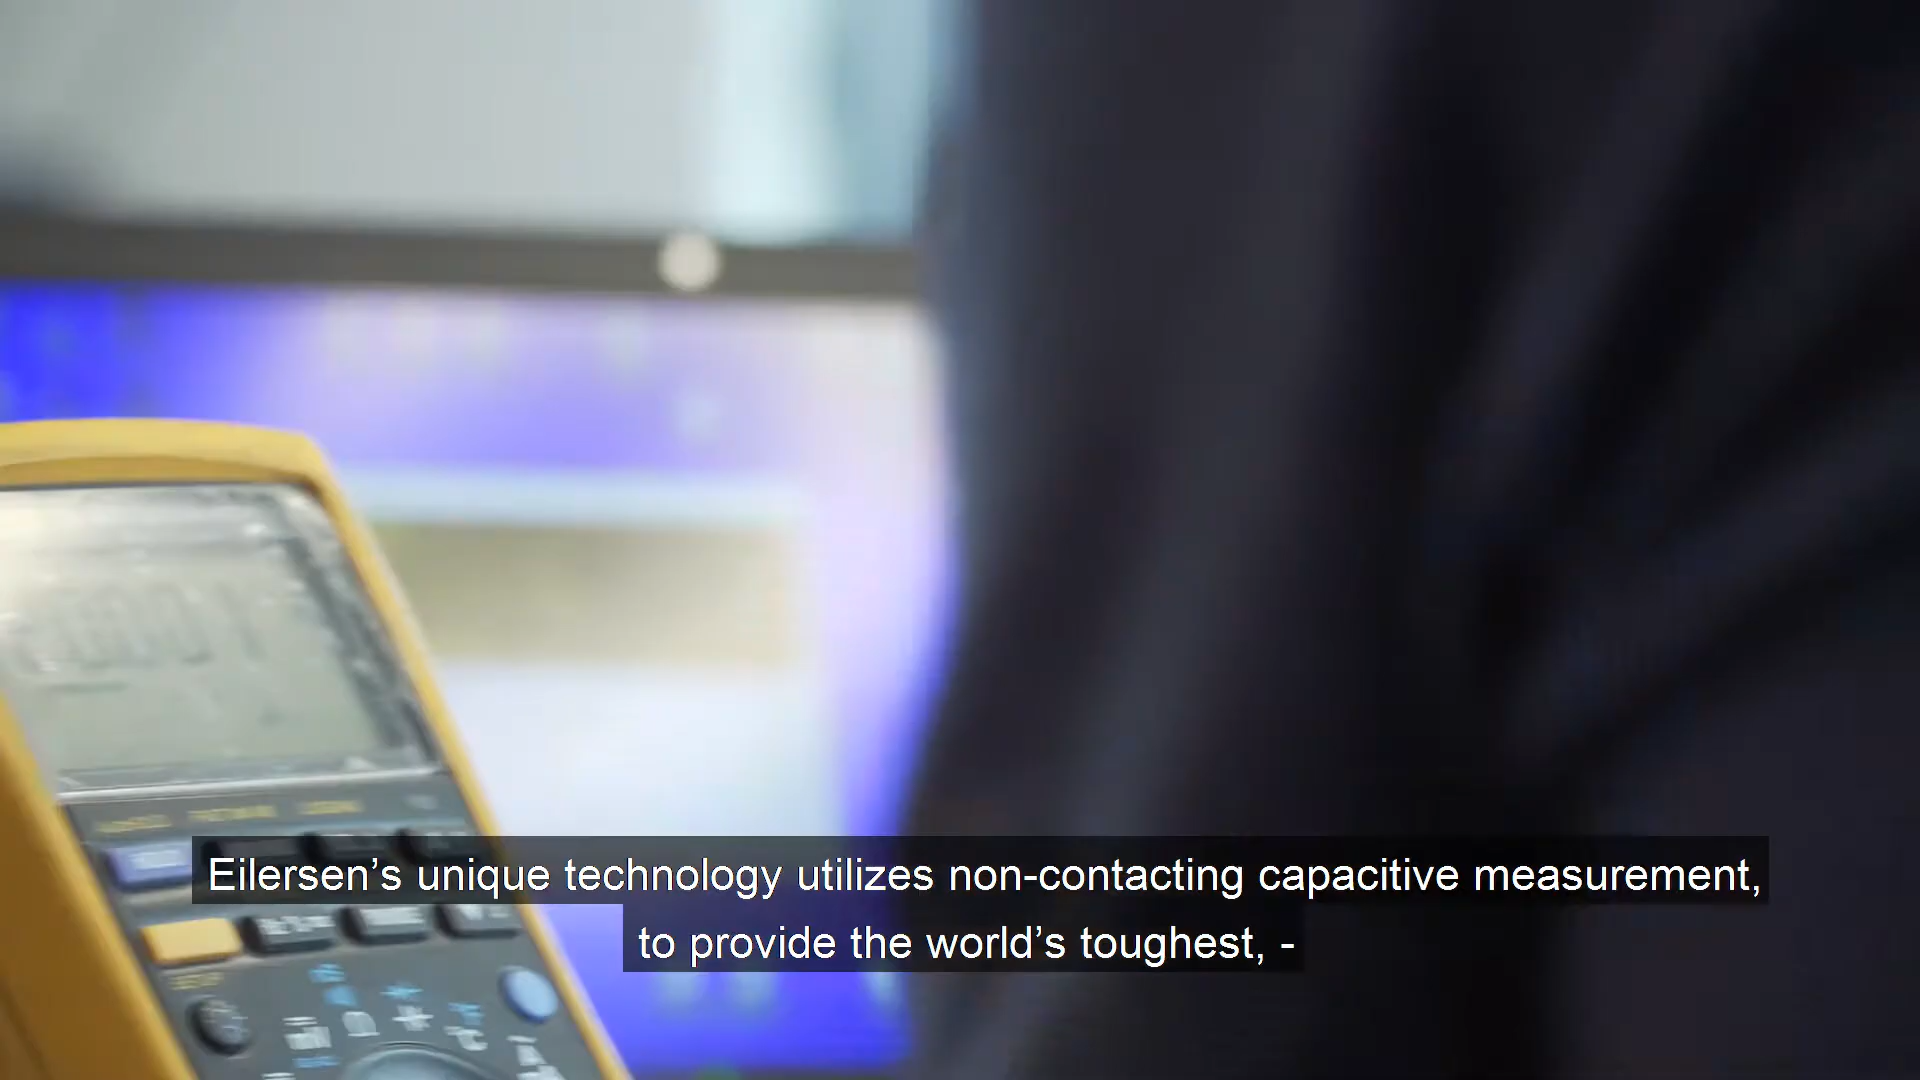 Eilersen’s unique technology utilizes non-contacting capacitive measurement,
to provide the world’s toughest, -